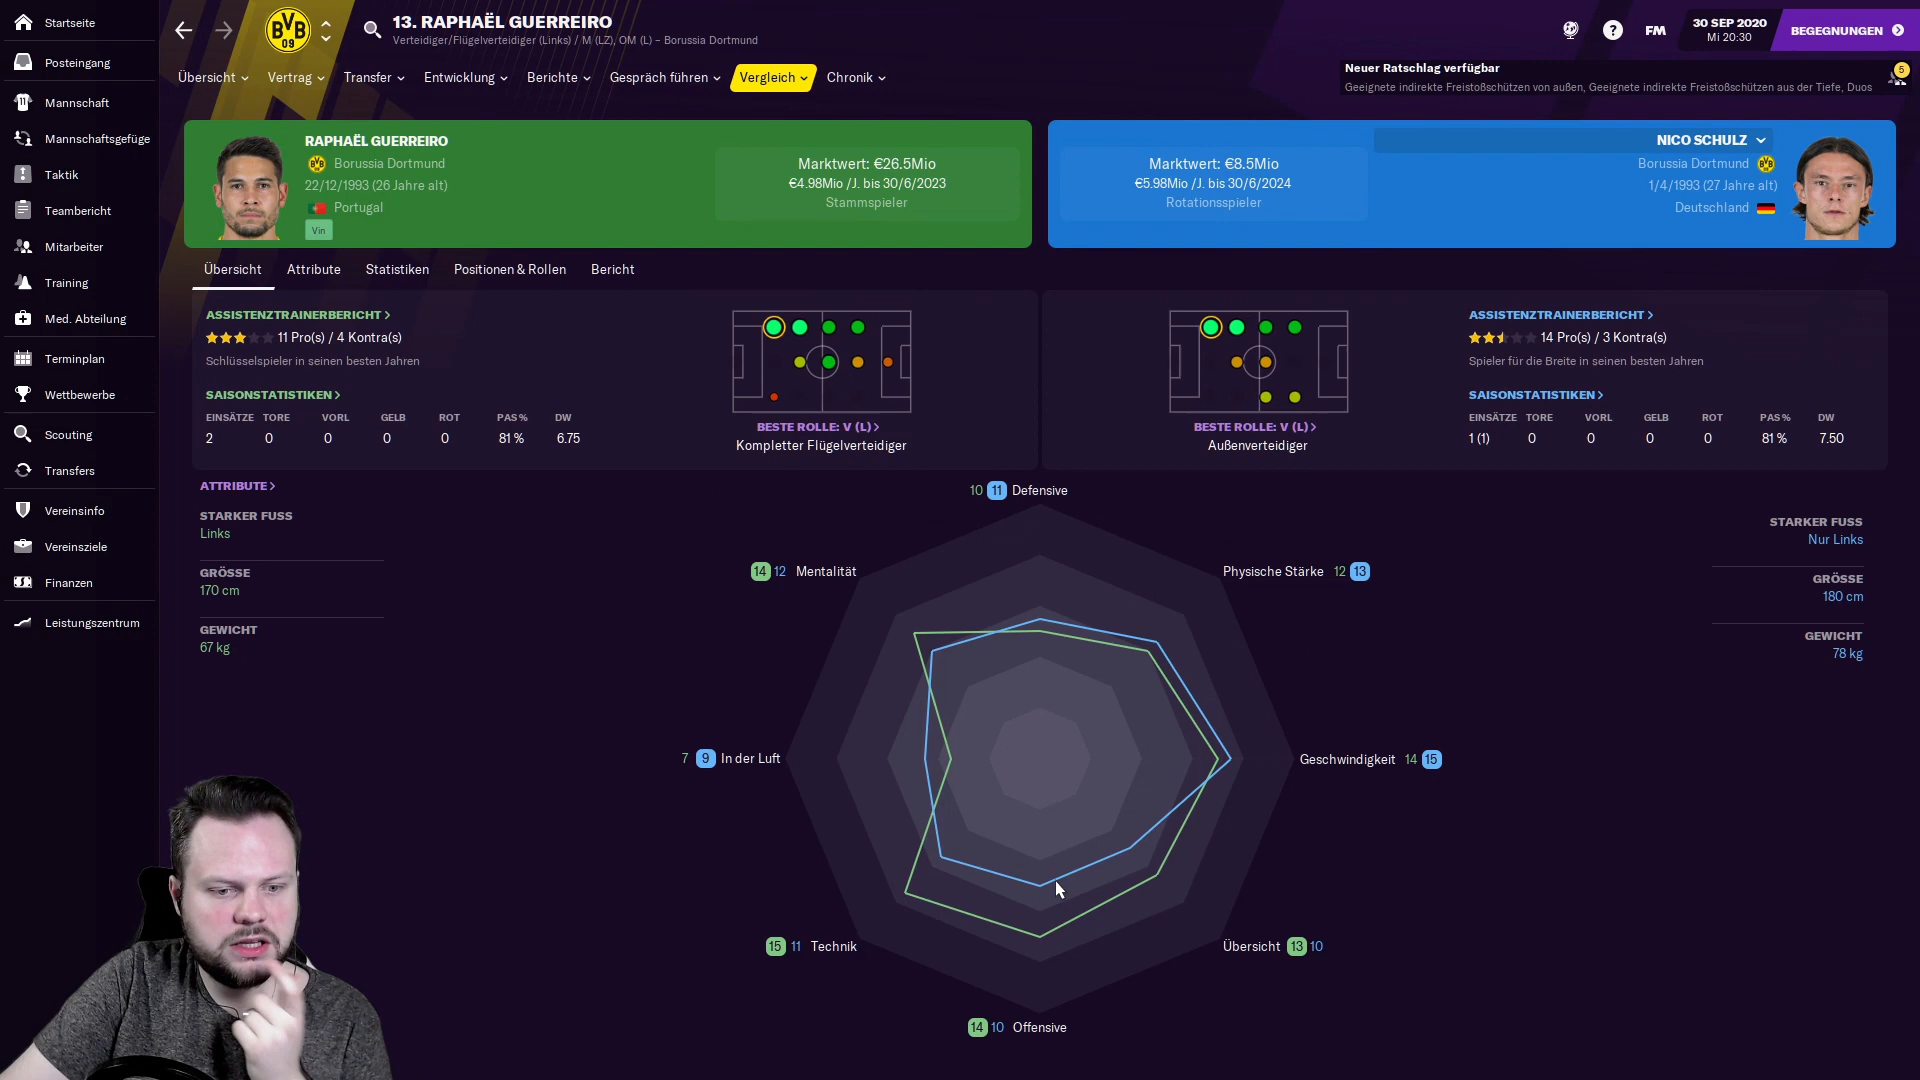 Startseite
Posteingang
Mannschaft
Mannschaftsgefüge
Taktik
Teambericht
Mitarbeiter
Training
Med. Abteilung
Terminplan
Wettbewerbe
Scouting
Transfers
Vereinsinfo
Vereinsziele
Finanzen
Leistungszentrum
BVB 09
13. RAPHAËL GUERREIRO
Verteidiger/Flügelverteidiger (Links) / M (LZ), OM (L) - Borussia Dortmund
FM
30 SEP 2020
Mi 20:30
BEGEGNUNGEN
Übersicht Vertrag Transfer Entwicklung Berichte Gespräch führen Vergleich Chronik
Neuer Ratschlag verfügbar
Geeignete indirekte Freistoßschützen von außen, Geeignete indirekte Freistoßschützen aus der Tiefe, Duos
5
RAPHAËL GUERREIRO
Borussia Dortmund
22/12/1993 (26 Jahre alt)
Portugal
Vin
Marktwert: €26.5Mio
€4.98Mio /J. bis 30/6/2023
Stammspieler
Marktwert: €8.5Mio
€5.98Mio /J. bis 30/6/2024
Rotationsspieler
NICO SCHULZ
Borussia Dortmund
1/4/1993 (27 Jahre alt)
Deutschland
Übersicht Attribute Statistiken Positionen & Rollen Bericht
ASSISTENZTRAINERBERICHT >
11 Pro(s) / 4 Kontra(s)
Schlüsselspieler in seinen besten Jahren
SAISONSTATISTIKEN >
EINSÄTZE TORE VORL GELB ROT PAS % DW
2 0 0 0 0 81 % 6.75
BESTE ROLLE: V (L) >
Kompletter Flügelverteidiger
BESTE ROLLE: V (L) >
Außenverteidiger
ASSISTENZTRAINERBERICHT >
14 Pro(s) / 3 Kontra(s)
Spieler für die Breite in seinen besten Jahren
SAISONSTATISTIKEN >
EINSÄTZE TORE VORL GELB ROT PAS % DW
1 (1) 0 0 0 0 81 % 7.50
ATTRIBUTE >
STARKER FUSS
Links
GRÖSSE
170 cm
GEWICHT
67 kg
10 11 Defensive
14 12 Mentalität
Physische Stärke 12 13
7 9 In der Luft
Geschwindigkeit 14 15
15 11 Technik
Übersicht 13 10
14 10 Offensive
STARKER FUSS
Nur Links
GRÖSSE
180 cm
GEWICHT
78 kg